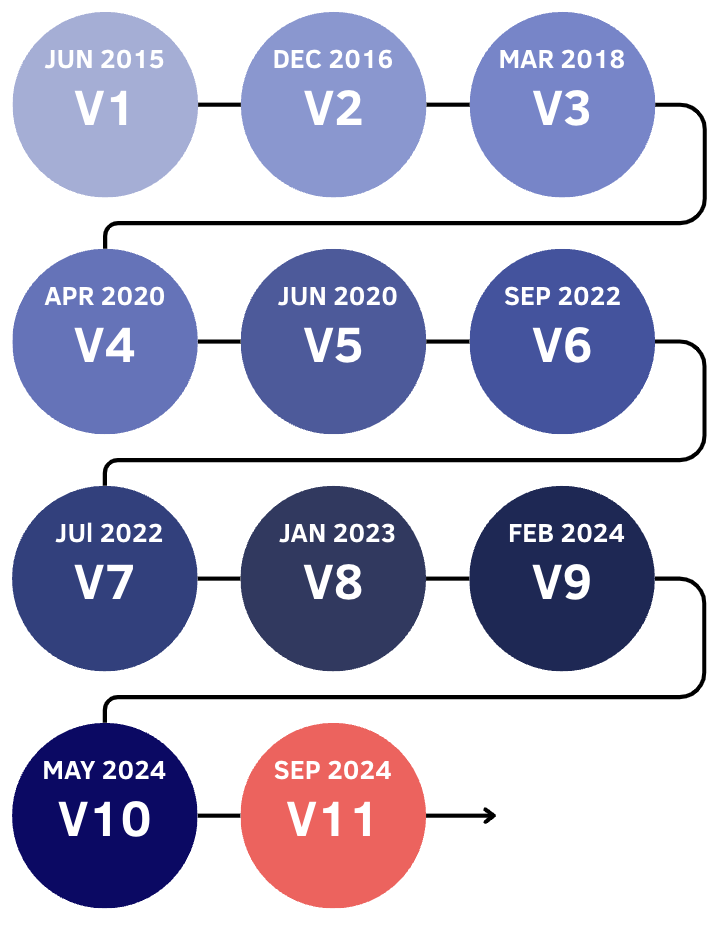 JUN 2015
V1
DEC 2016
V2
MAR 2018
V3
APR 2020
V4
JUN 2020
V5
SEP 2022
V6
JUl 2022
V7
JAN 2023
V8
FEB 2024
V9
MAY 2024
V10
SEP 2024
V11